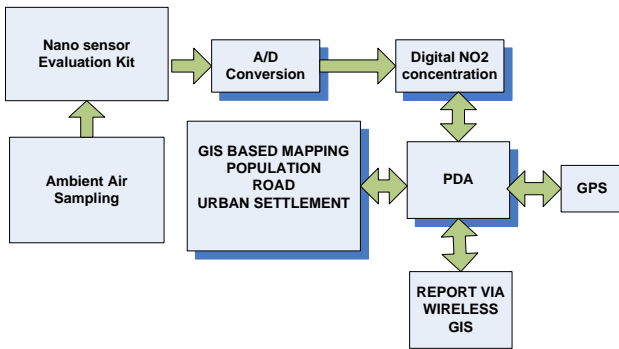 Nano sensor
Evaluation Kit
A/D
Conversion
Digital NO2
concentration
Ambient Air
Sampling
GIS BASED MAPPING
POPULATION
ROAD
URBAN SETTLEMENT
PDA
GPS
REPORT VIA
WIRELESS
GIS